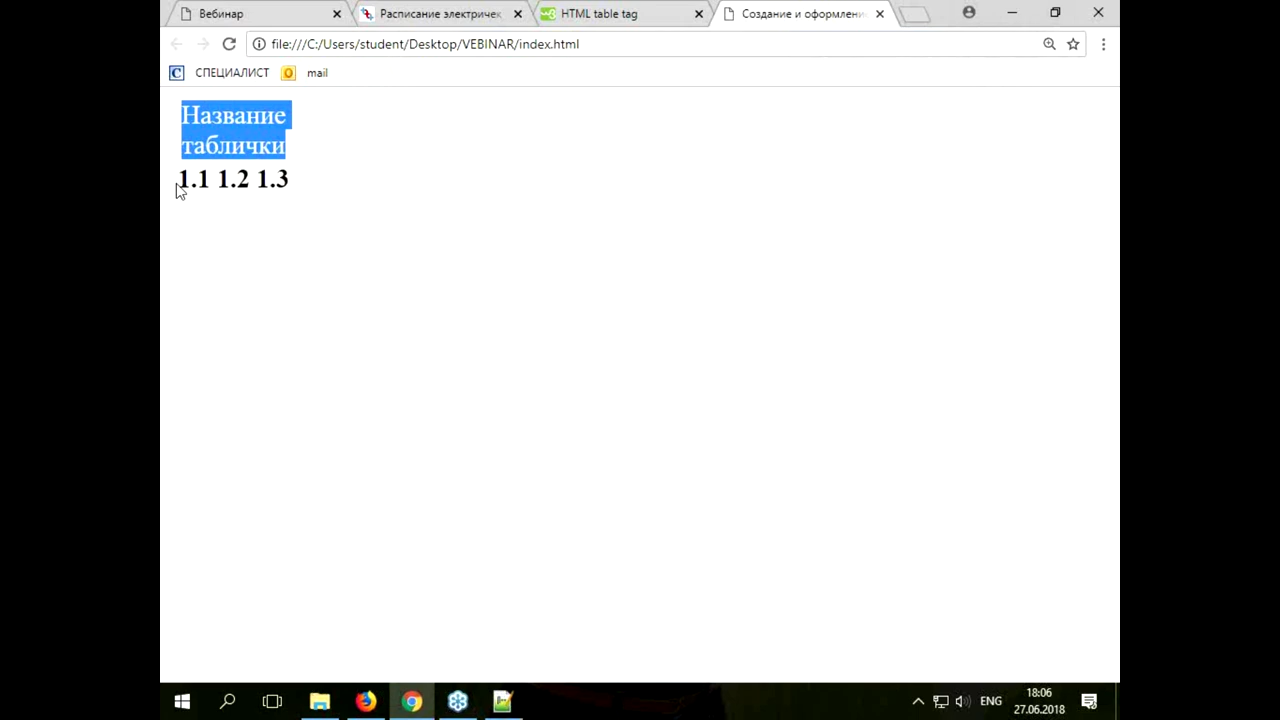 Вебинар
Расписание электричек
HTML table tag
Создание и оформлени
file:///C:/Users/student/Desktop/VEBINAR/index.html
C СПЕЦИАЛИСТ
O mail
Название
таблички
1.1 1.2 1.3
ENG
18:06
27.06.2018